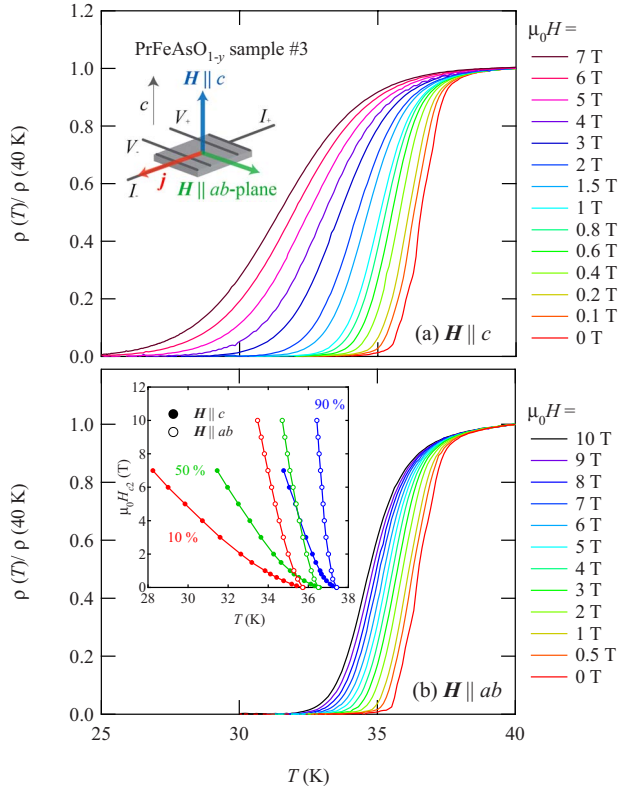 1.2
1.0
0.8
0.6
0.4
0.2
0.0
ρ (T)/ ρ (40 K)
PrFeAsO1-y sample #3
H || c
c
V+
I+
V-
I-
j
H || ab-plane
(a) H || c
μ0H =
7 T
6 T
5 T
4 T
3 T
2 T
1.5 T
1 T
0.8 T
0.6 T
0.4 T
0.2 T
0.1 T
0 T
1.0
0.8
0.6
0.4
0.2
0.0
ρ (T)/ ρ (40 K)
12
10
8
6
4
2
0
μ0Hc2 (T)
H || c
H || ab
90 %
50 %
10 %
28
30
32
34
36
38
T (K)
(b) H || ab
μ0H =
10 T
9 T
8 T
7 T
6 T
5 T
4 T
3 T
2 T
1 T
0.5 T
0 T
25
30
35
40
T (K)